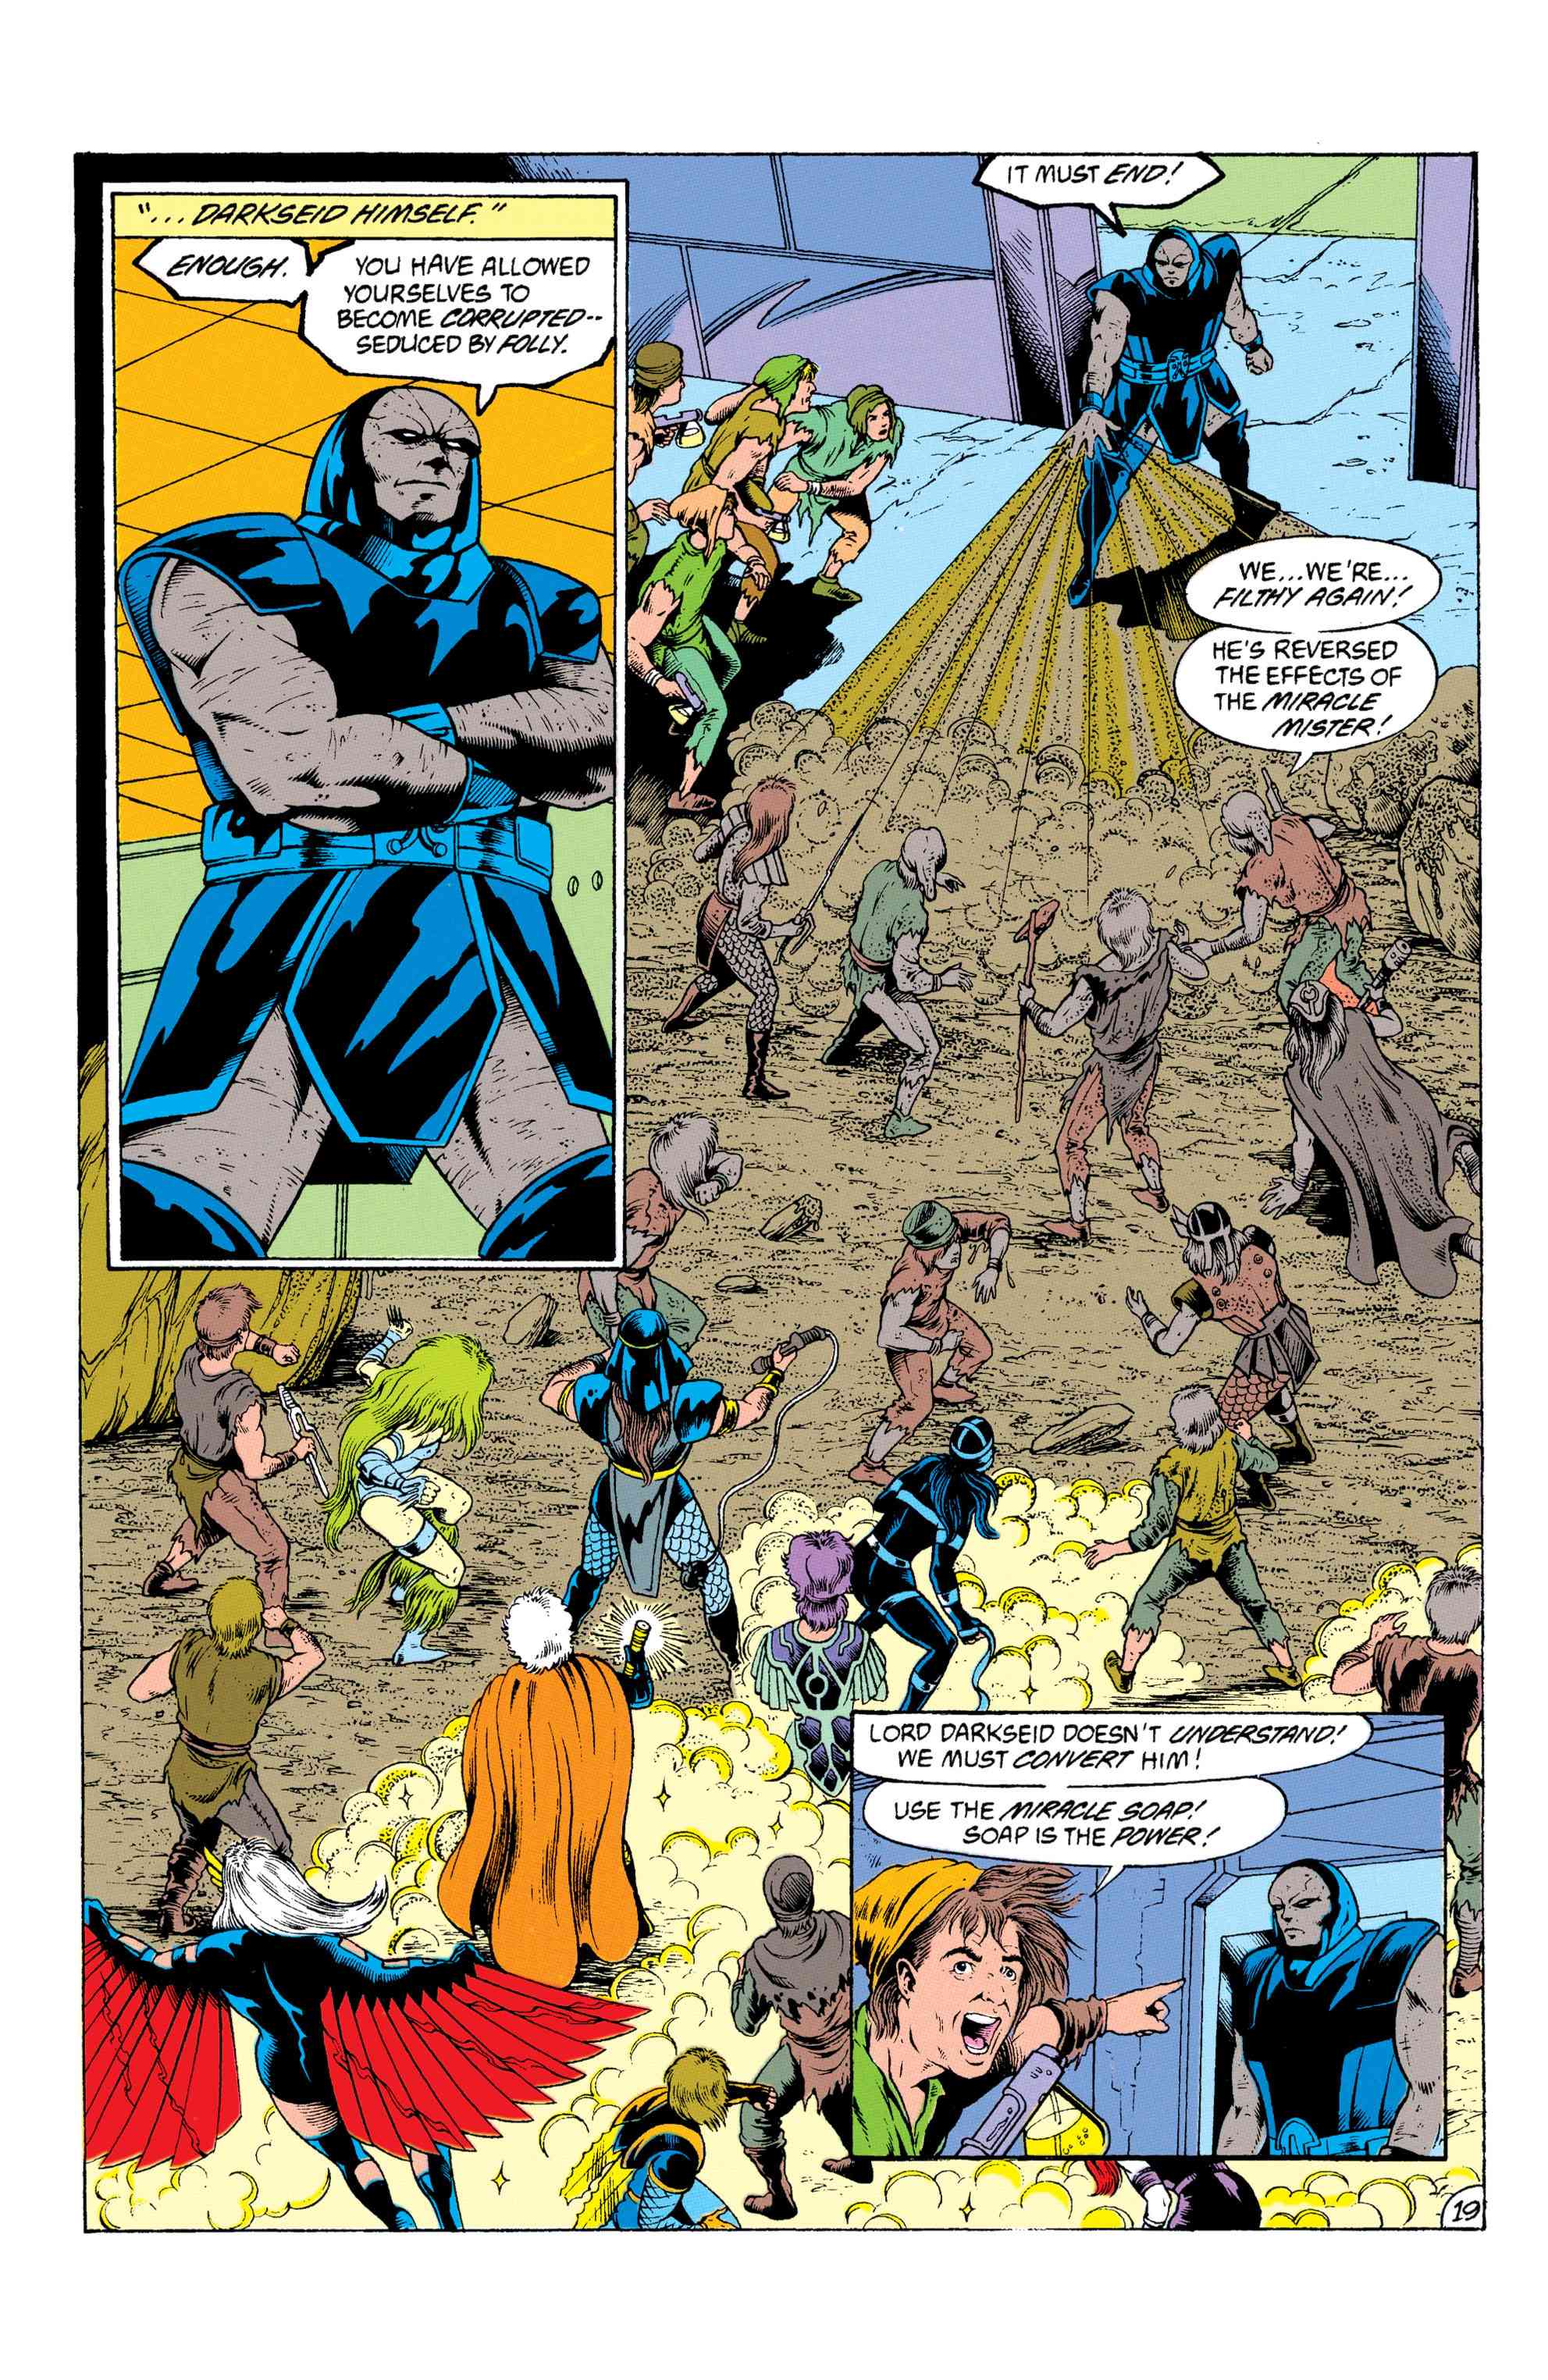 "...DARKSEID HIMSELF."
ENOUGH.
YOU HAVE ALLOWED
YOURSELVES TO
BECOME CORRUPTED--
SEDUCED BY FOLLY.
IT MUST END!
WE...WE'RE...
FILTHY AGAIN!
HE'S REVERSED
THE EFFECTS OF
THE MIRACLE
MISTER!
LORD DARKSEID DOESN'T UNDERSTAND!
WE MUST CONVERT HIM!
USE THE MIRACLE SOAP!
SOAP IS THE POWER!
19